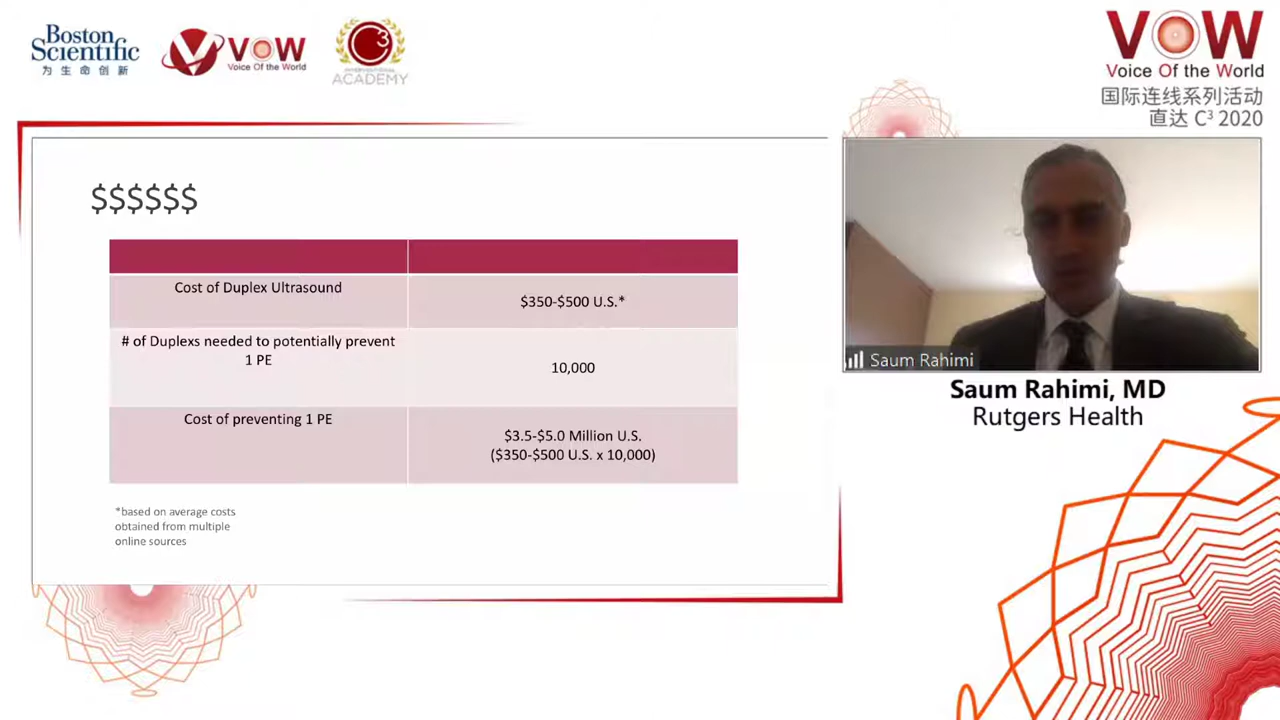 Boston
Scientific
为生命创新
VOW
Voice Of the World
C3
ACADEMY
VOW
Voice Of the World
国际连线系列活动
直达 C³ 2020
$$$$$$
Cost of Duplex Ultrasound
$350-$500 U.S.*
# of Duplexs needed to potentially prevent
1 PE
10,000
Cost of preventing 1 PE
$3.5-$5.0 Million U.S.
($350-$500 U.S. x 10,000)
*based on average costs
obtained from multiple
online sources
Saum Rahimi
Saum Rahimi, MD
Rutgers Health